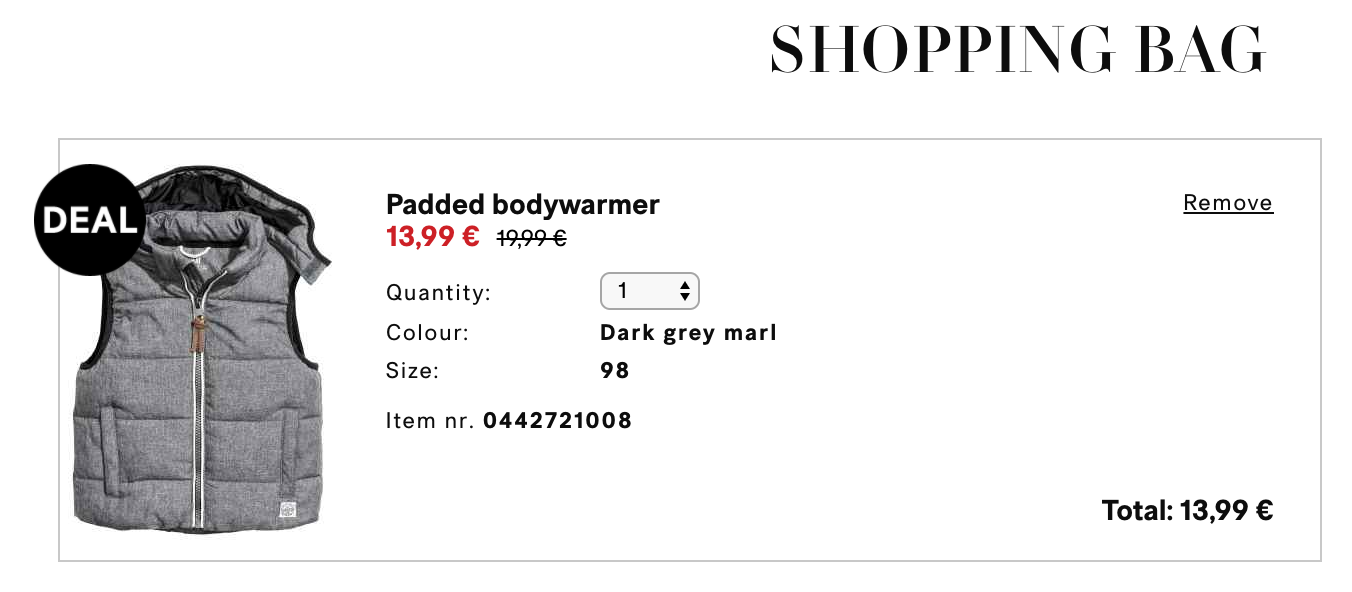 SHOPPING BAG
DEAL
Padded bodywarmer
Remove
13,99 € 19,99 €
Quantity: 1
Colour: Dark grey marl
Size: 98
Item nr. 0442721008
Total: 13,99 €